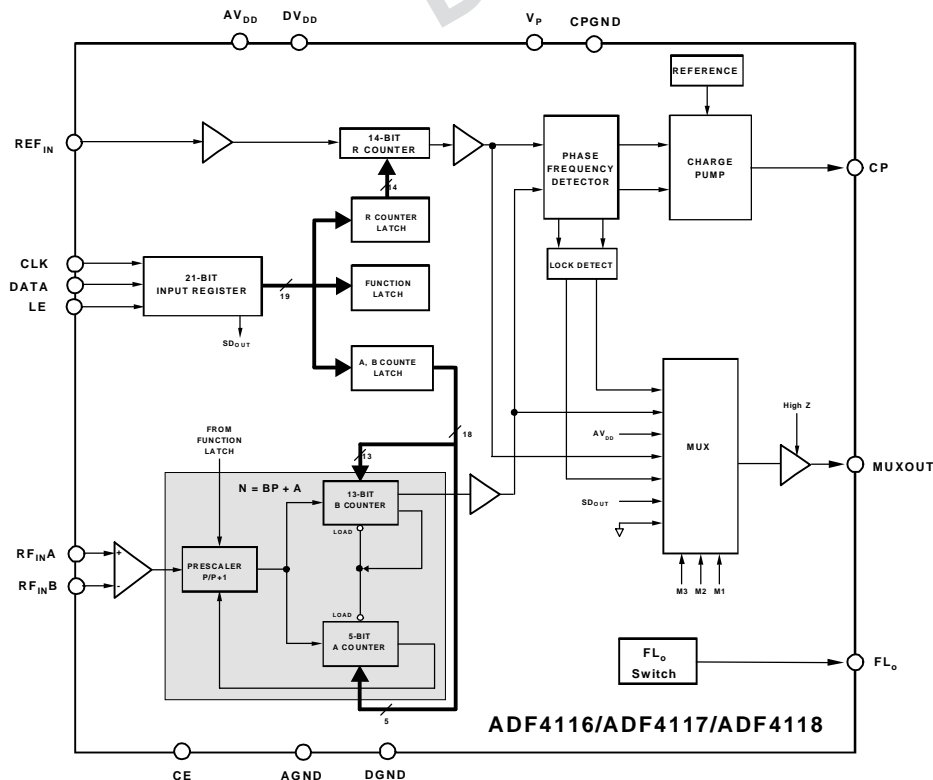 AVDD DVDD VP CPGND
REFERENCE
REFIN
14-BIT
R COUNTER
PHASE
FREQUENCY
DETECTOR
CHARGE
PUMP
CP
14
R COUNTER
LATCH
CLK
DATA
LE
21-BIT
INPUT REGISTER
19
FUNCTION
LATCH
LOCK DETECT
SDOUT
A, B COUNTE
LATCH
High Z
FROM
FUNCTION
LATCH
18
13
AVDD
MUX
MUXOUT
N = BP + A
13-BIT
B COUNTER
SDOUT
LOAD
RFINA
RFINB
+
-
PRESCALER
P/P+1
M3 M2 M1
LOAD
5-BIT
A COUNTER
FLo
Switch
FLo
5
ADF4116/ADF4117/ADF4118
CE AGND DGND